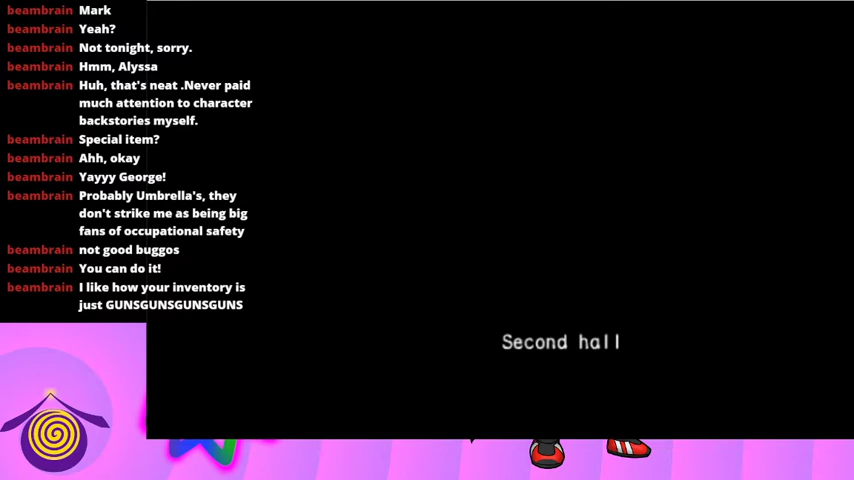 beambrain Mark
beambrain Yeah?
beambrain Not tonight, sorry.
beambrain Hmm, Alyssa
beambrain Huh, that's neat .Never paid
much attention to character
backstories myself.
beambrain Special item?
beambrain Ahh, okay
beambrain Yayyy George!
beambrain Probably Umbrella's, they
don't strike me as being big
fans of occupational safety
beambrain not good buggos
beambrain You can do it!
beambrain I like how your inventory is
just GUNSGUNSGUNSGUNS
Second hall